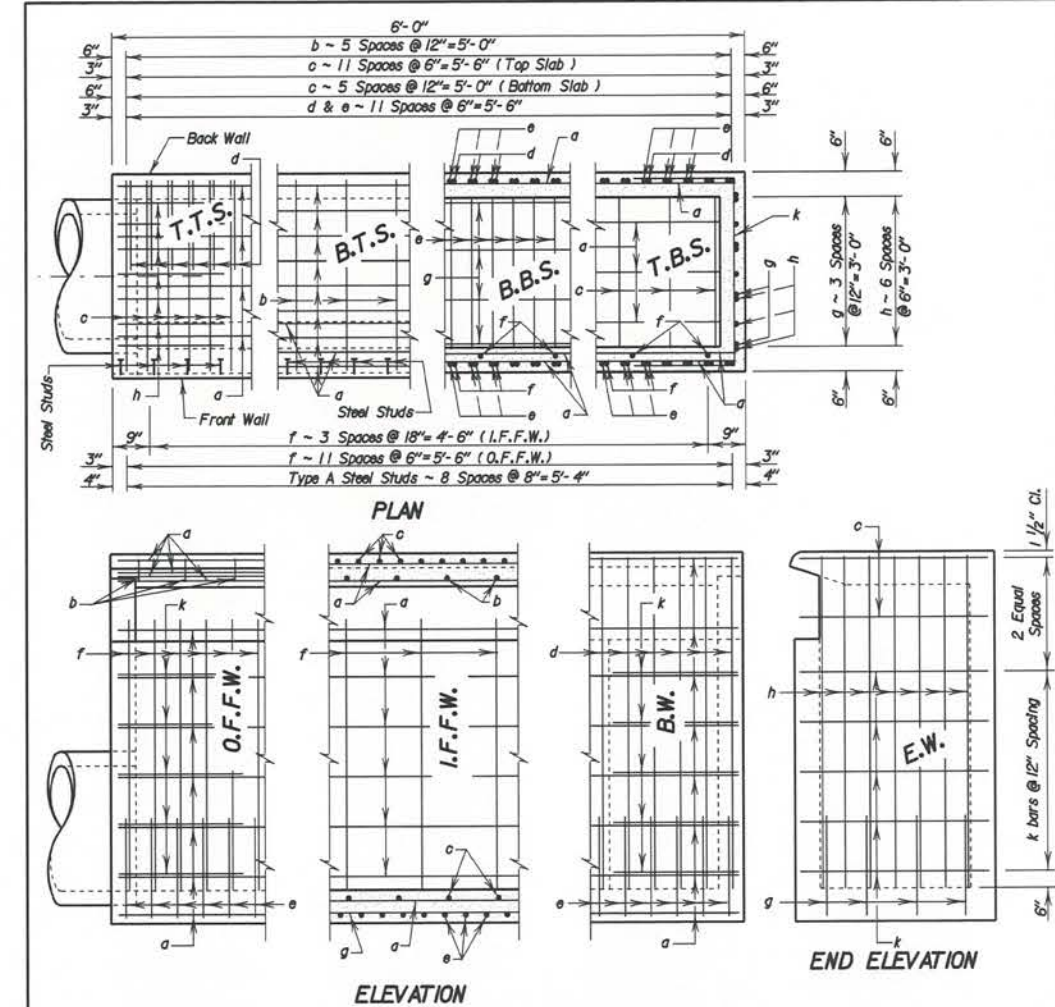 6'-0"
b ~ 5 Spaces @ 12"= 5'-0"
6" 6"
c ~ 11 Spaces @ 6"= 5'-6" ( Top Slab )
3" 3"
c ~ 5 Spaces @ 12"= 5'-0" ( Bottom Slab )
6" 6"
d & e ~ 11 Spaces @ 6"= 5'-6"
3" 3"
Back Wall
d
e
d
a
e
d
6" 6"
T.T.S.
B.T.S.
B.B.S.
T.B.S.
a
k
e
a
g
b
c
c
f
f
g
h
g ~ 3 Spaces
@ 12"= 3'-0"
h ~ 6 Spaces
@ 6"= 3'-0"
Steel Studs
h
a
Front Wall
a
Steel Studs
f
e
a
f
e
a
6" 6"
9" f ~ 3 Spaces @ 18"= 4'-6" ( I.F.F.W. ) 9"
3" f ~ 11 Spaces @ 6"= 5'-6" ( O.F.F.W. ) 3"
4" Type A Steel Studs ~ 8 Spaces @ 8"= 5'-4" 4"
PLAN
a
b
k
f
O.F.F.W.
e
a
c
a
a
b
f
I.F.F.W.
c
g
a
e
k
d
B.W.
e
a
c
1 1/2" Cl.
2 Equal
Spaces
h
E.W.
k bars @ 12" Spacing
g
k
6"
END ELEVATION
ELEVATION